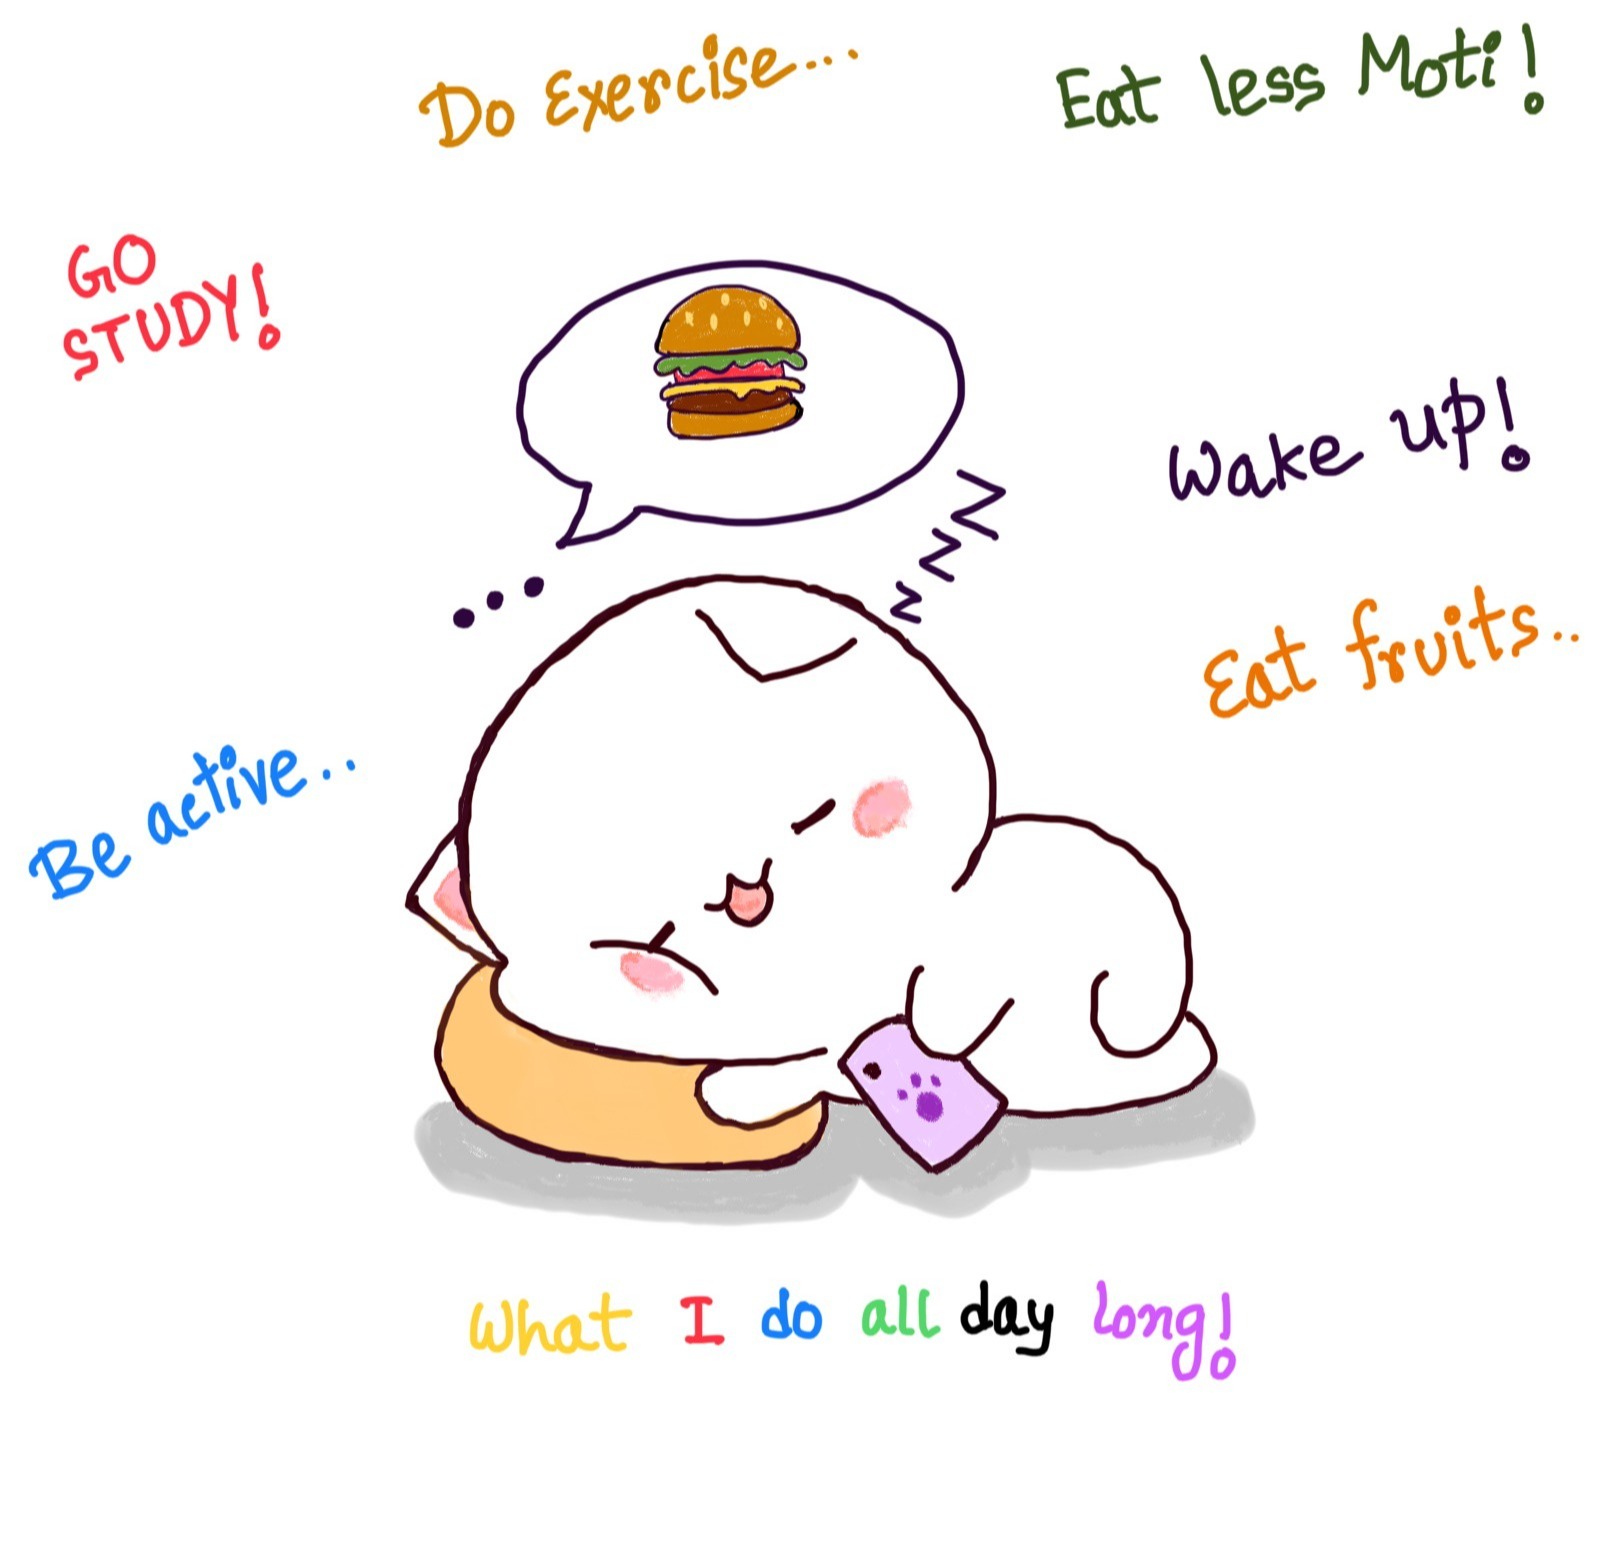 Do Exercise...
Eat less Moti!
GO
STUDY!
Wake up!
Eat fruits..
Be active..
z z z
What I do all day long!